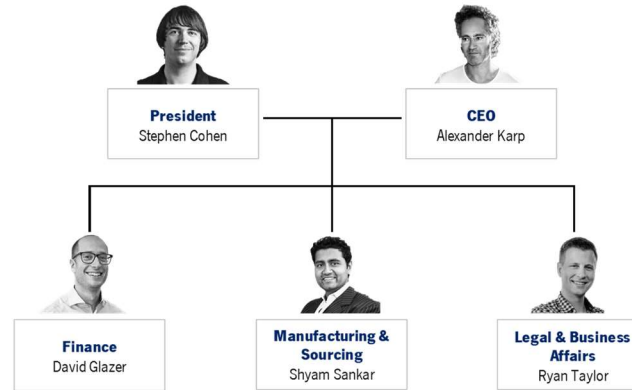 President
Stephen Cohen
CEO
Alexander Karp
Finance
David Glazer
Manufacturing &
Sourcing
Shyam Sankar
Legal & Business
Affairs
Ryan Taylor